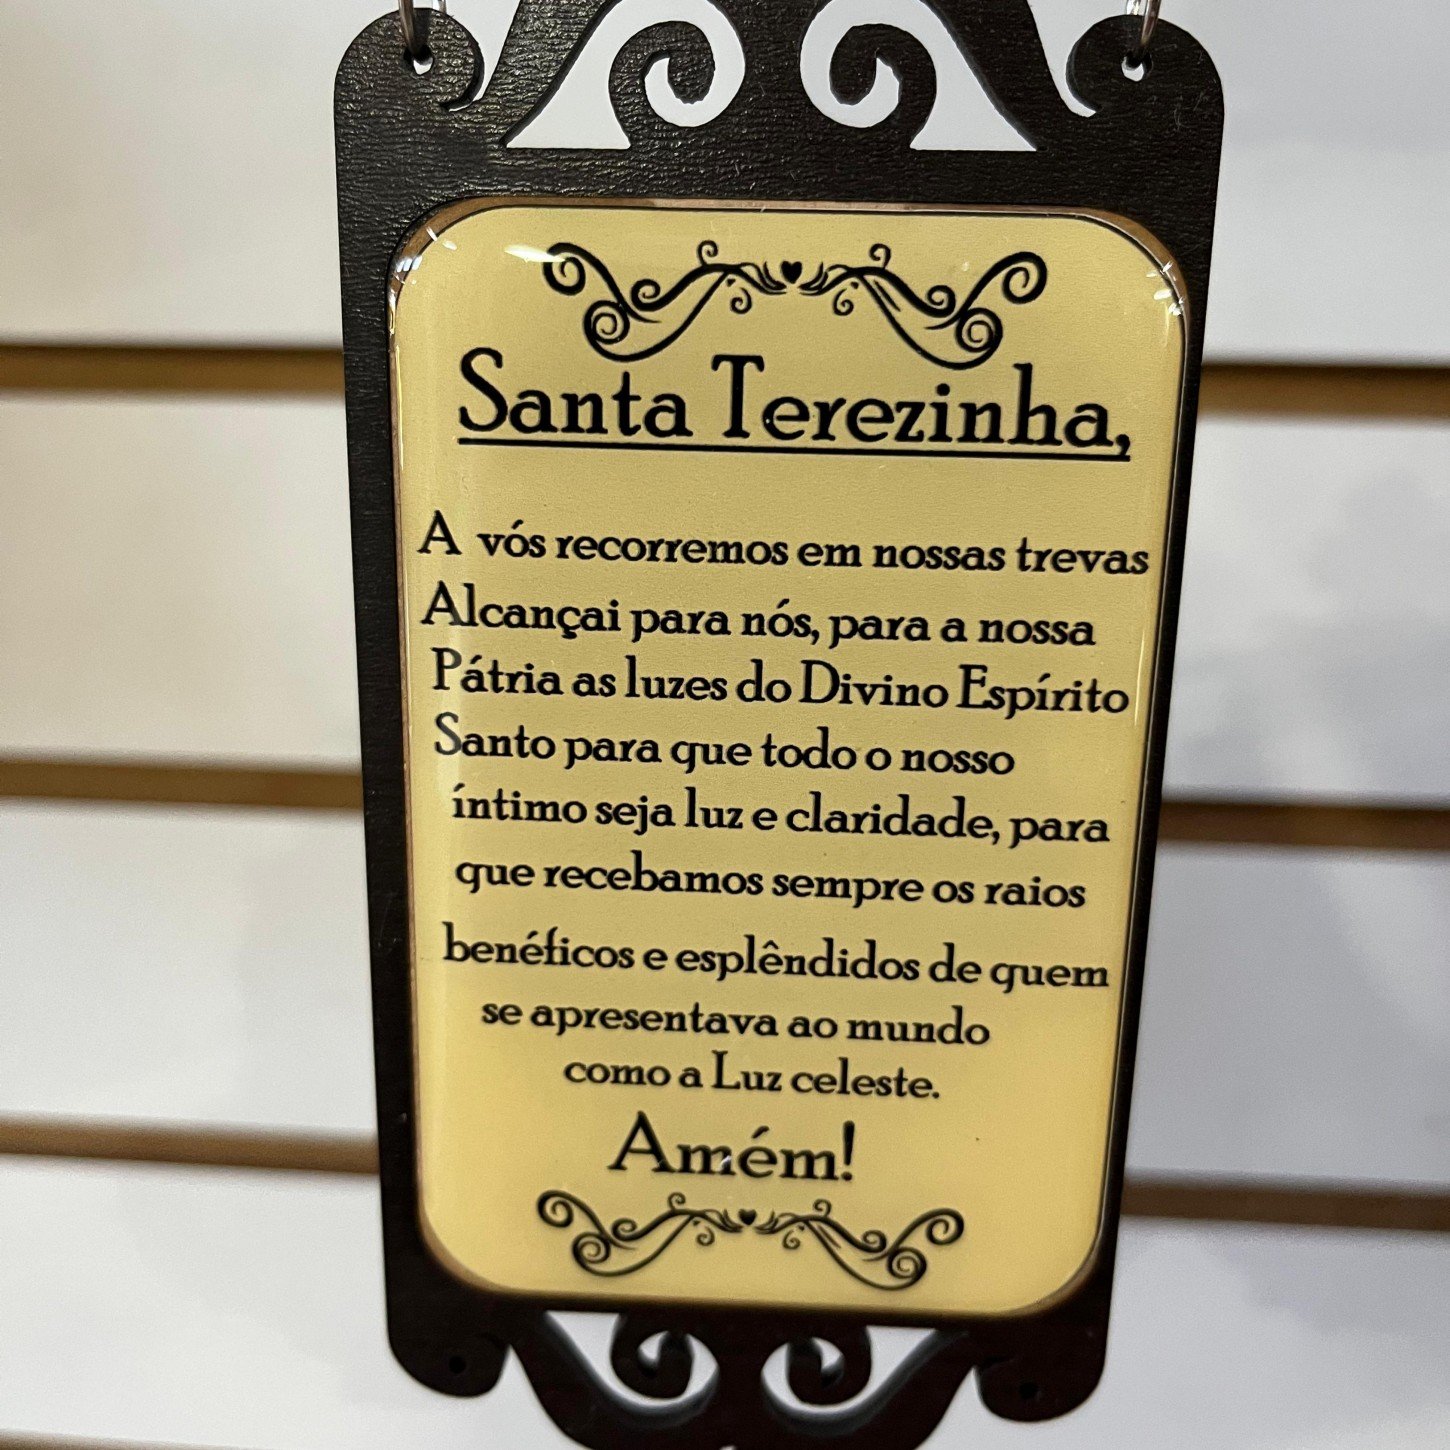 Santa Terezinha,
A vós recorremos em nossas trevas
Alcançai para nós, para a nossa
Pátria as luzes do Divino Espírito
Santo para que todo o nosso
íntimo seja luz e claridade, para
que recebamos sempre os raios
benéficos e esplêndidos de quem
se apresentava ao mundo
como a Luz celeste.
Amém!